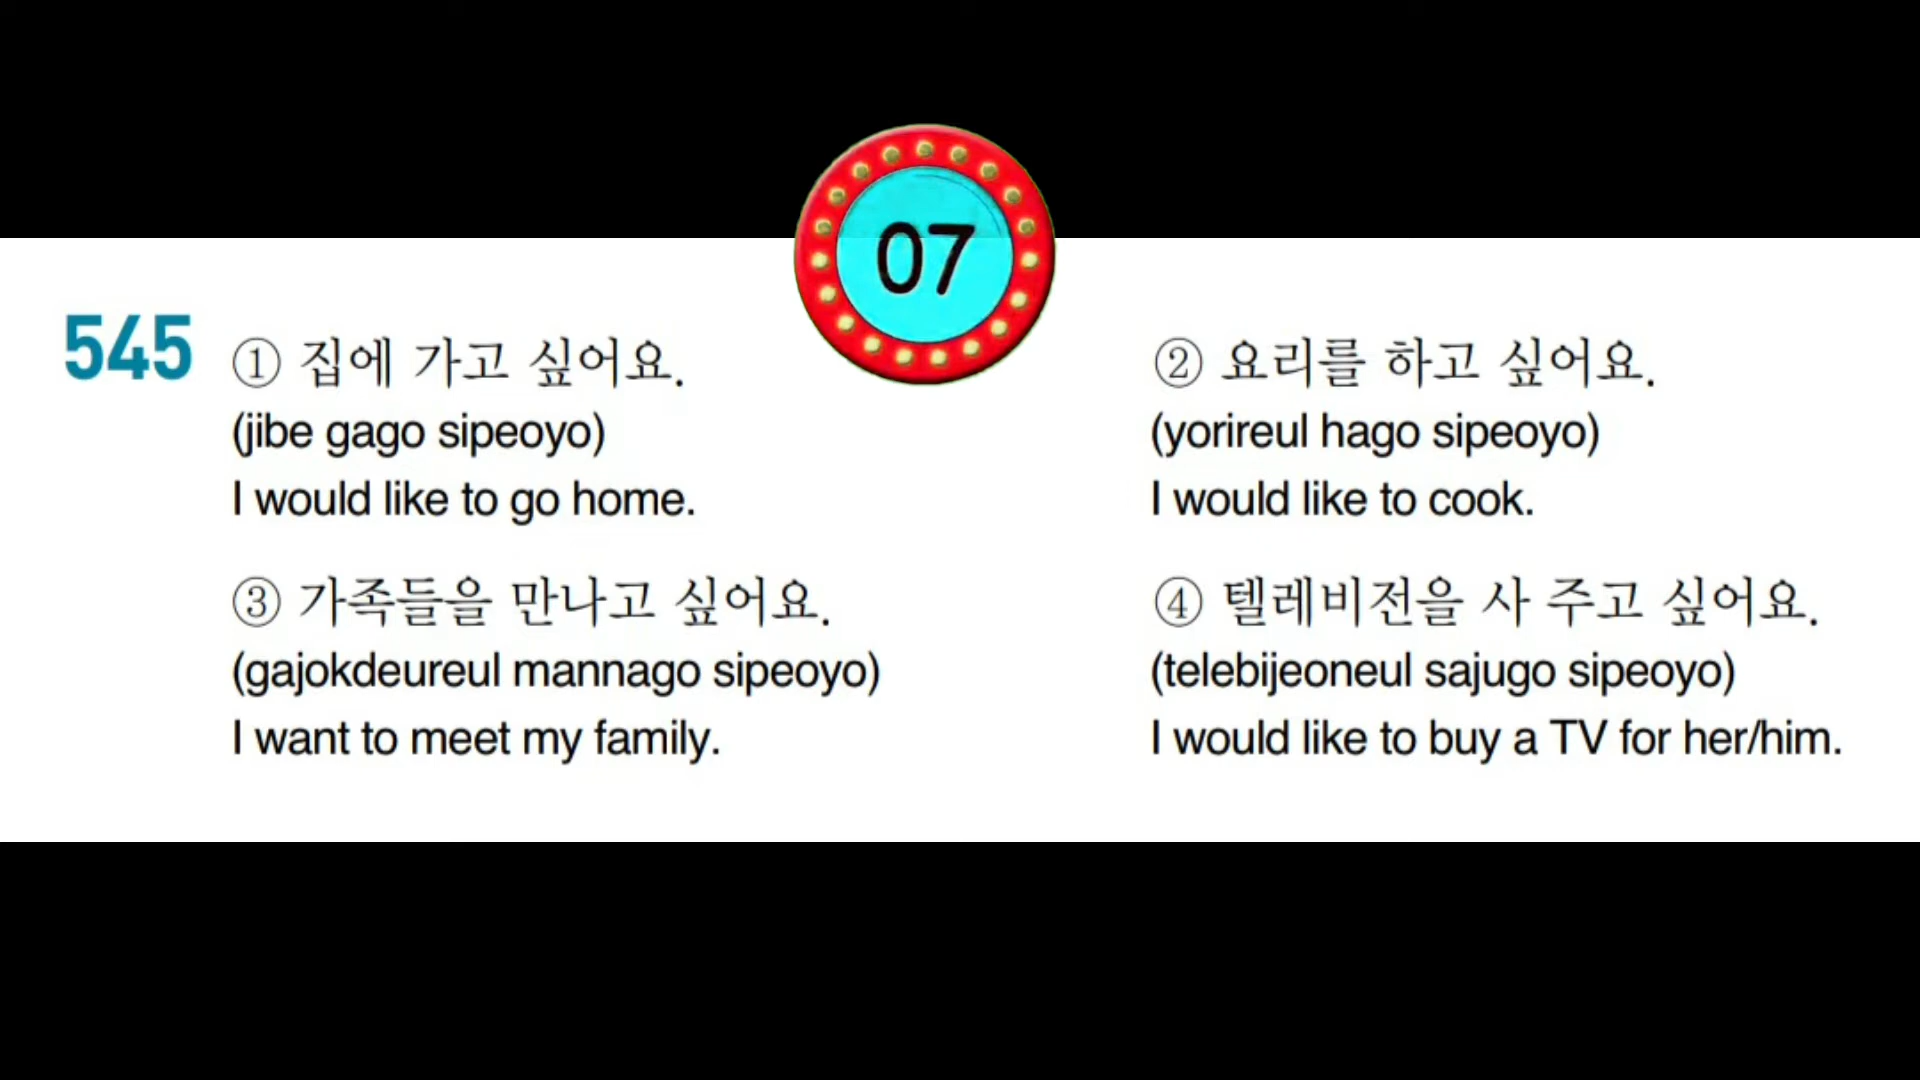 07
545
① 집에 가고 싶어요.
(jibe gago sipeoyo)
I would like to go home.
② 요리를 하고 싶어요.
(yorireul hago sipeoyo)
I would like to cook.
③ 가족들을 만나고 싶어요.
(gajokdeureul mannago sipeoyo)
I want to meet my family.
④ 텔레비전을 사 주고 싶어요.
(telebijeoneul sajugo sipeoyo)
I would like to buy a TV for her/him.